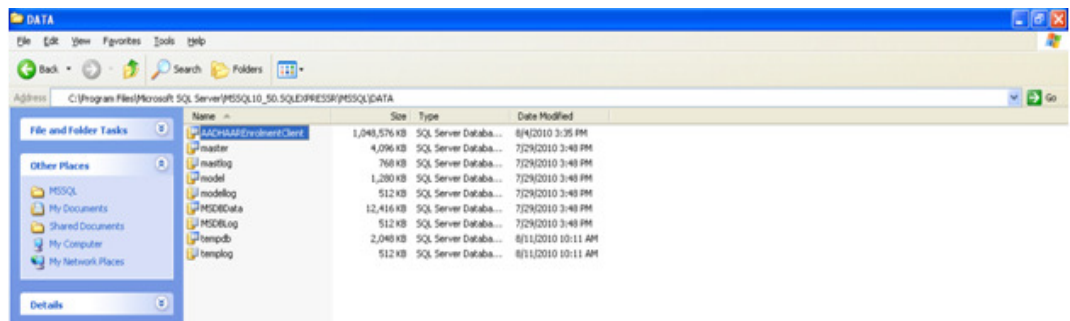 DATA
File Edit View Favorites Tools Help
Back Search Folders
Address C:\Program Files\Microsoft SQL Server\MSSQL10_50.SQLEXPRESSR\MSSQL\DATA Go
File and Folder Tasks
Other Places
MSSQL
My Documents
Shared Documents
My Computer
My Network Places
Details
Name Size Type Date Modified
AADHAAREnrolmentClient 1,048,576 KB SQL Server Databa... 8/4/2010 3:35 PM
master 4,096 KB SQL Server Databa... 7/29/2010 3:48 PM
mastlog 768 KB SQL Server Databa... 7/29/2010 3:48 PM
model 1,280 KB SQL Server Databa... 7/29/2010 3:48 PM
modellog 512 KB SQL Server Databa... 7/29/2010 3:48 PM
MSDBData 12,416 KB SQL Server Databa... 7/29/2010 3:48 PM
MSDBLog 512 KB SQL Server Databa... 7/29/2010 3:48 PM
tempdb 2,048 KB SQL Server Databa... 8/11/2010 10:11 AM
templog 512 KB SQL Server Databa... 8/11/2010 10:11 AM